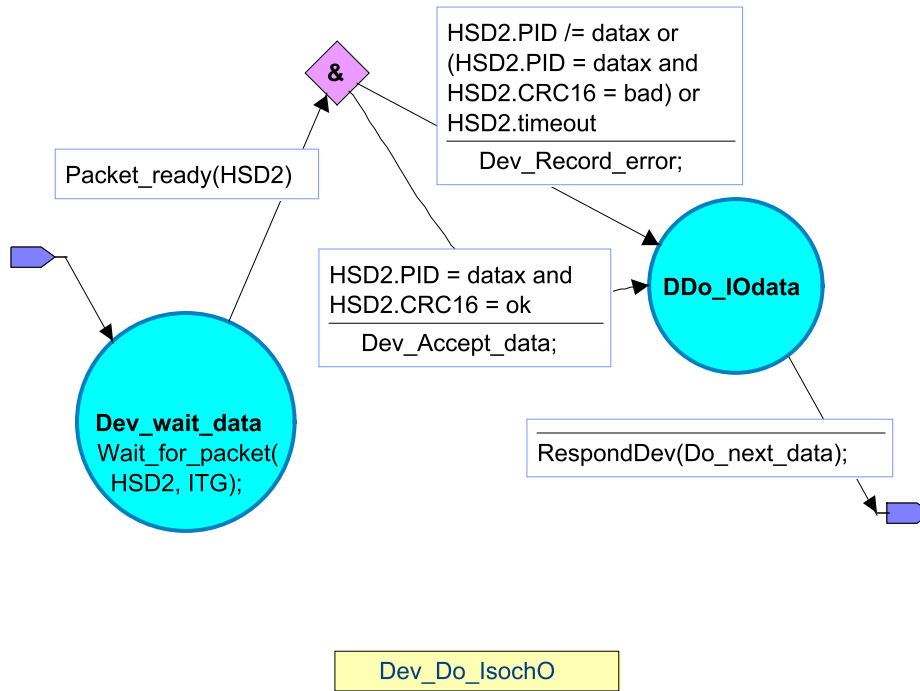 HSD2.PID /= datax or
(HSD2.PID = datax and
HSD2.CRC16 = bad) or
HSD2.timeout
Dev_Record_error;
&
Packet_ready(HSD2)
HSD2.PID = datax and
HSD2.CRC16 = ok
Dev_Accept_data;
DDo_IOdata
Dev_wait_data
Wait_for_packet(
HSD2, ITG);
RespondDev(Do_next_data);
Dev_Do_IsochO